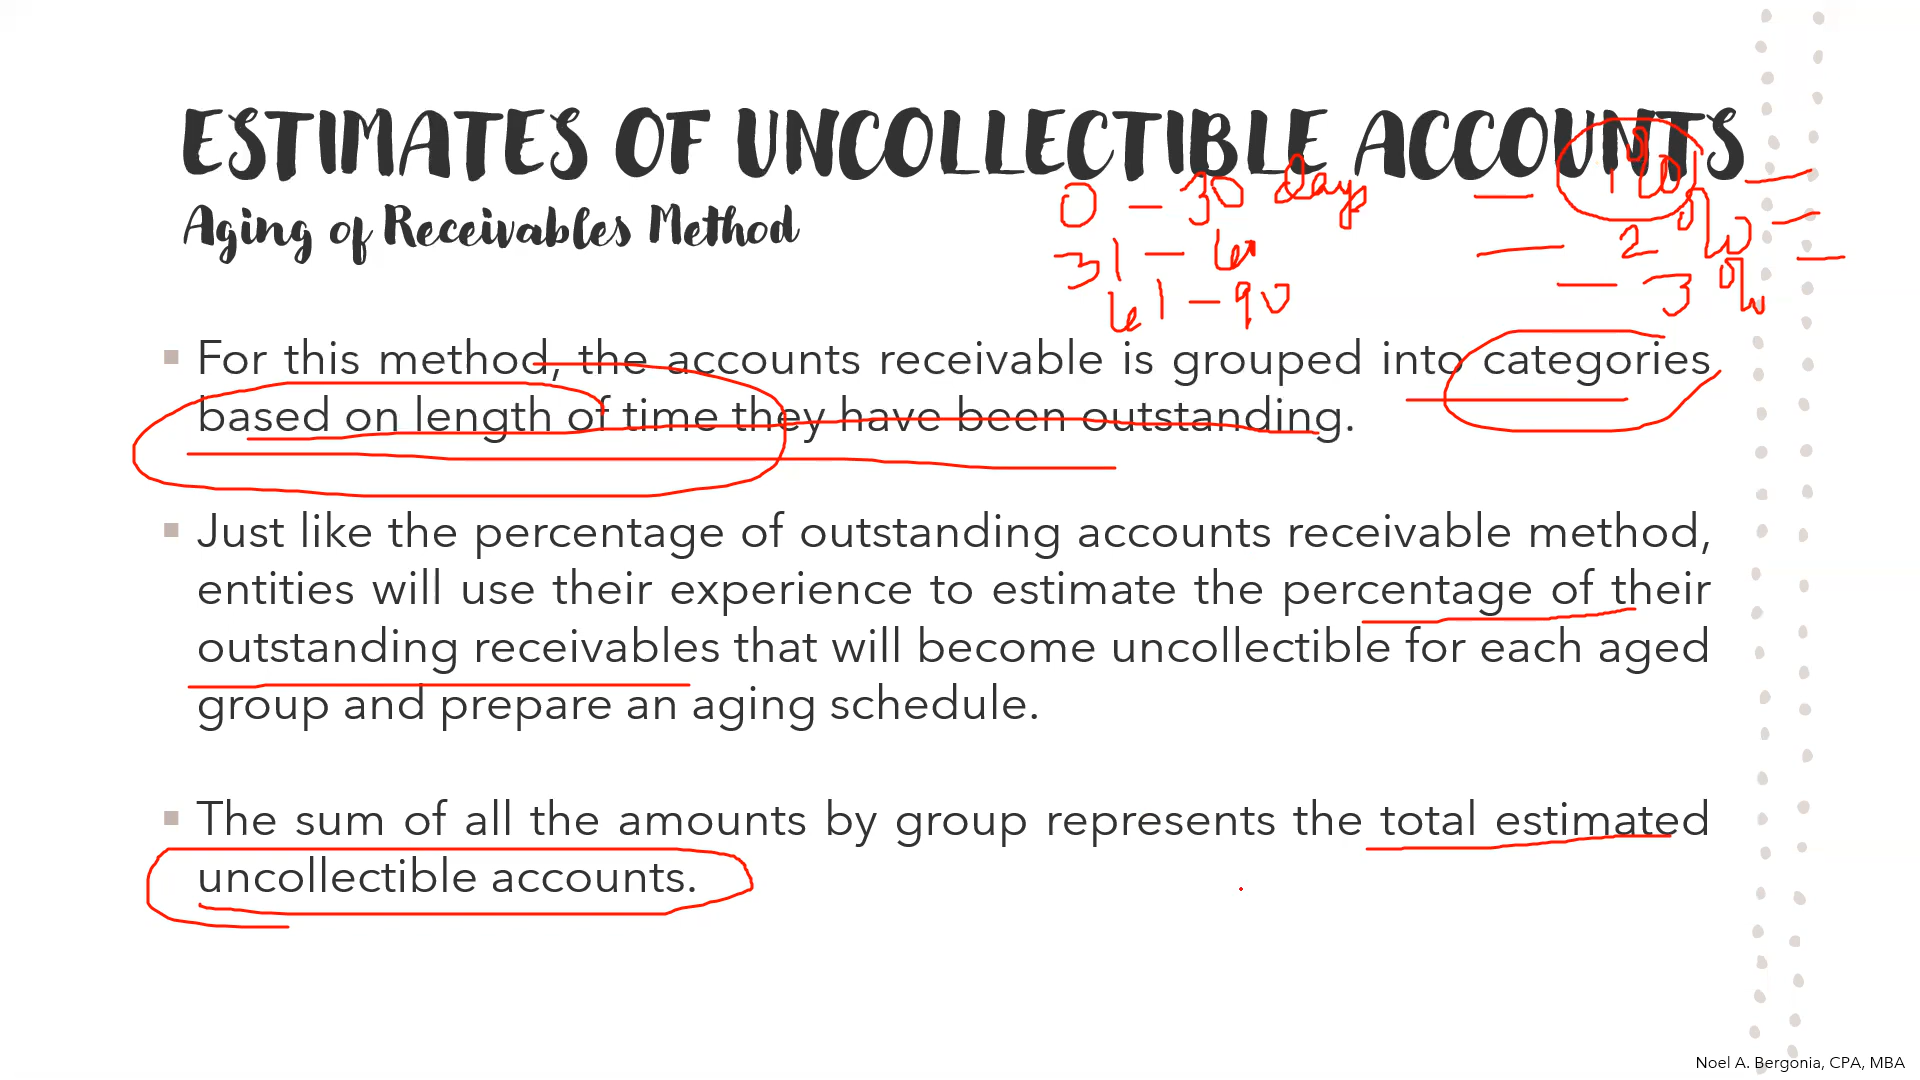 ESTIMATES OF UNCOLLECTIBLE ACCOUNTS
Aging of Receivables Method
0 – 30 days — 1% —
31 – 60 — 2% —
61 – 90 — 3% —
▪ For this method, the accounts receivable is grouped into categories
based on length of time they have been outstanding.
▪ Just like the percentage of outstanding accounts receivable method,
entities will use their experience to estimate the percentage of their
outstanding receivables that will become uncollectible for each aged
group and prepare an aging schedule.
▪ The sum of all the amounts by group represents the total estimated
uncollectible accounts.
Noel A. Bergonia, CPA, MBA